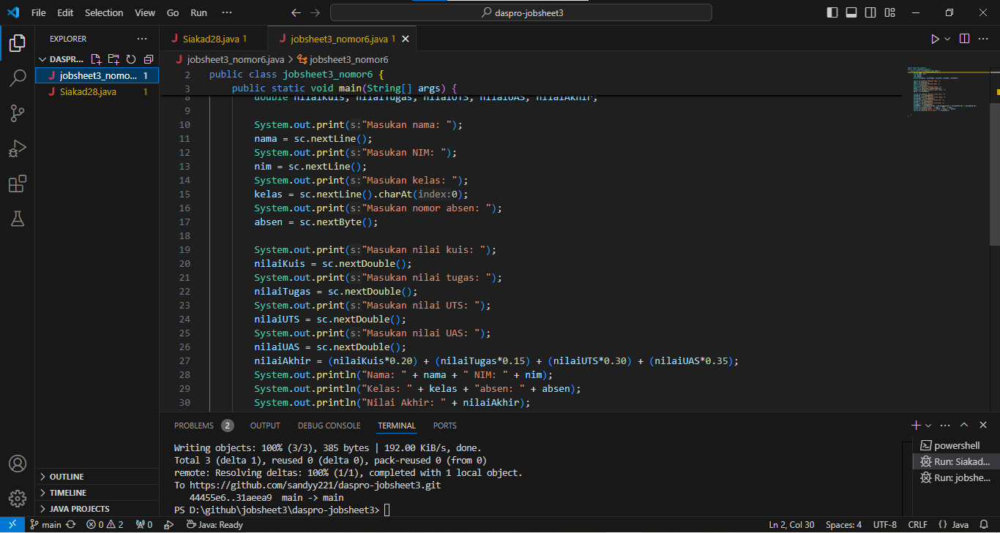 File Edit Selection View Go Run ··· daspro-jobsheet3
EXPLORER ···
DASPR...
J jobsheet3_nomo... 1
J Siakad28.java 1
OUTLINE
TIMELINE
JAVA PROJECTS
J Siakad28.java 1 J jobsheet3_nomor6.java 1
J jobsheet3_nomor6.java > jobsheet3_nomor6
2 public class jobsheet3_nomor6 {
3 public static void main(String[] args) {
8 double nilaiKuis, nilaiTugas, nilaiUTS, nilaiUAS, nilaiAkhir;
9
10 System.out.print(s:"Masukan nama: ");
11 nama = sc.nextLine();
12 System.out.print(s:"Masukan NIM: ");
13 nim = sc.nextLine();
14 System.out.print(s:"Masukan kelas: ");
15 kelas = sc.nextLine().charAt(index:0);
16 System.out.print(s:"Masukan nomor absen: ");
17 absen = sc.nextByte();
18
19 System.out.print(s:"Masukan nilai kuis: ");
20 nilaiKuis = sc.nextDouble();
21 System.out.print(s:"Masukan nilai tugas: ");
22 nilaiTugas = sc.nextDouble();
23 System.out.print(s:"Masukan nilai UTS: ");
24 nilaiUTS = sc.nextDouble();
25 System.out.print(s:"Masukan nilai UAS: ");
26 nilaiUAS = sc.nextDouble();
27 nilaiAkhir = (nilaiKuis*0.20) + (nilaiTugas*0.15) + (nilaiUTS*0.30) + (nilaiUAS*0.35);
28 System.out.println("Nama: " + nama + " NIM: " + nim);
29 System.out.println("Kelas: " + kelas + "absen: " + absen);
30 System.out.println("Nilai Akhir: " + nilaiAkhir);
PROBLEMS 2 OUTPUT DEBUG CONSOLE TERMINAL PORTS
Writing objects: 100% (3/3), 385 bytes | 192.00 KiB/s, done.
Total 3 (delta 1), reused 0 (delta 0), pack-reused 0 (from 0)
remote: Resolving deltas: 100% (1/1), completed with 1 local object.
To https://github.com/sandyy221/daspro-jobsheet3.git
44455e6..31aeea9 main -> main
PS D:\github\jobsheet3\daspro-jobsheet3>
powershell
Run: Siakad...
Run: jobshe...
main 0 2 0 Java: Ready Ln 2, Col 30 Spaces: 4 UTF-8 CRLF {} Java